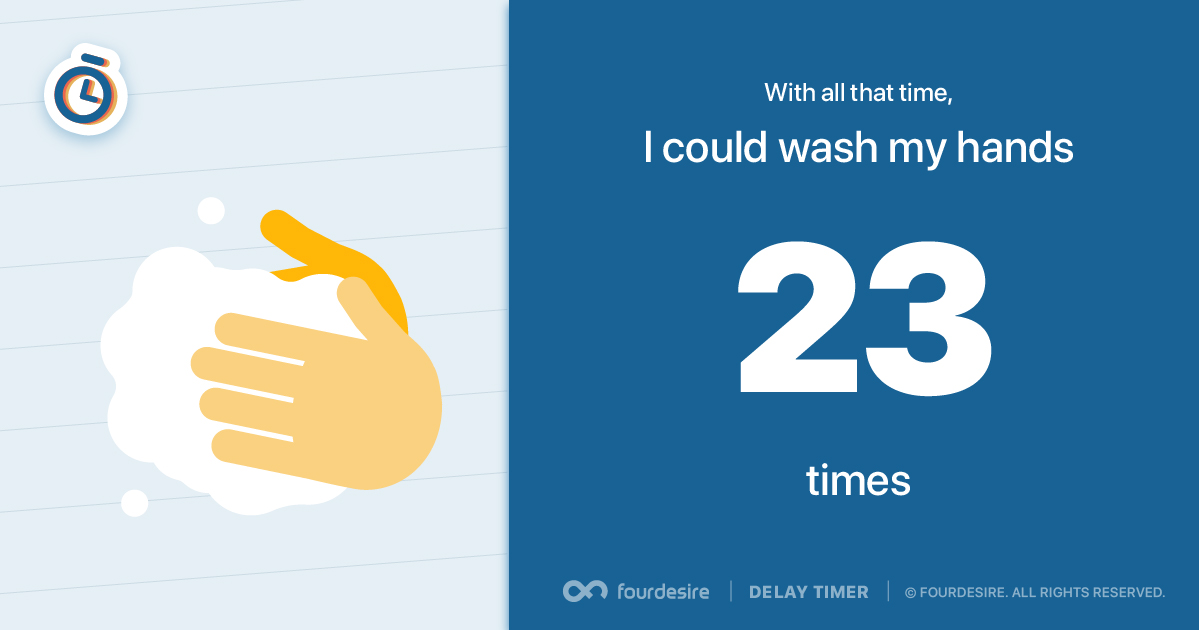 With all that time,
I could wash my hands
23
times
fourdesire | DELAY TIMER | © FOURDESIRE. ALL RIGHTS RESERVED.